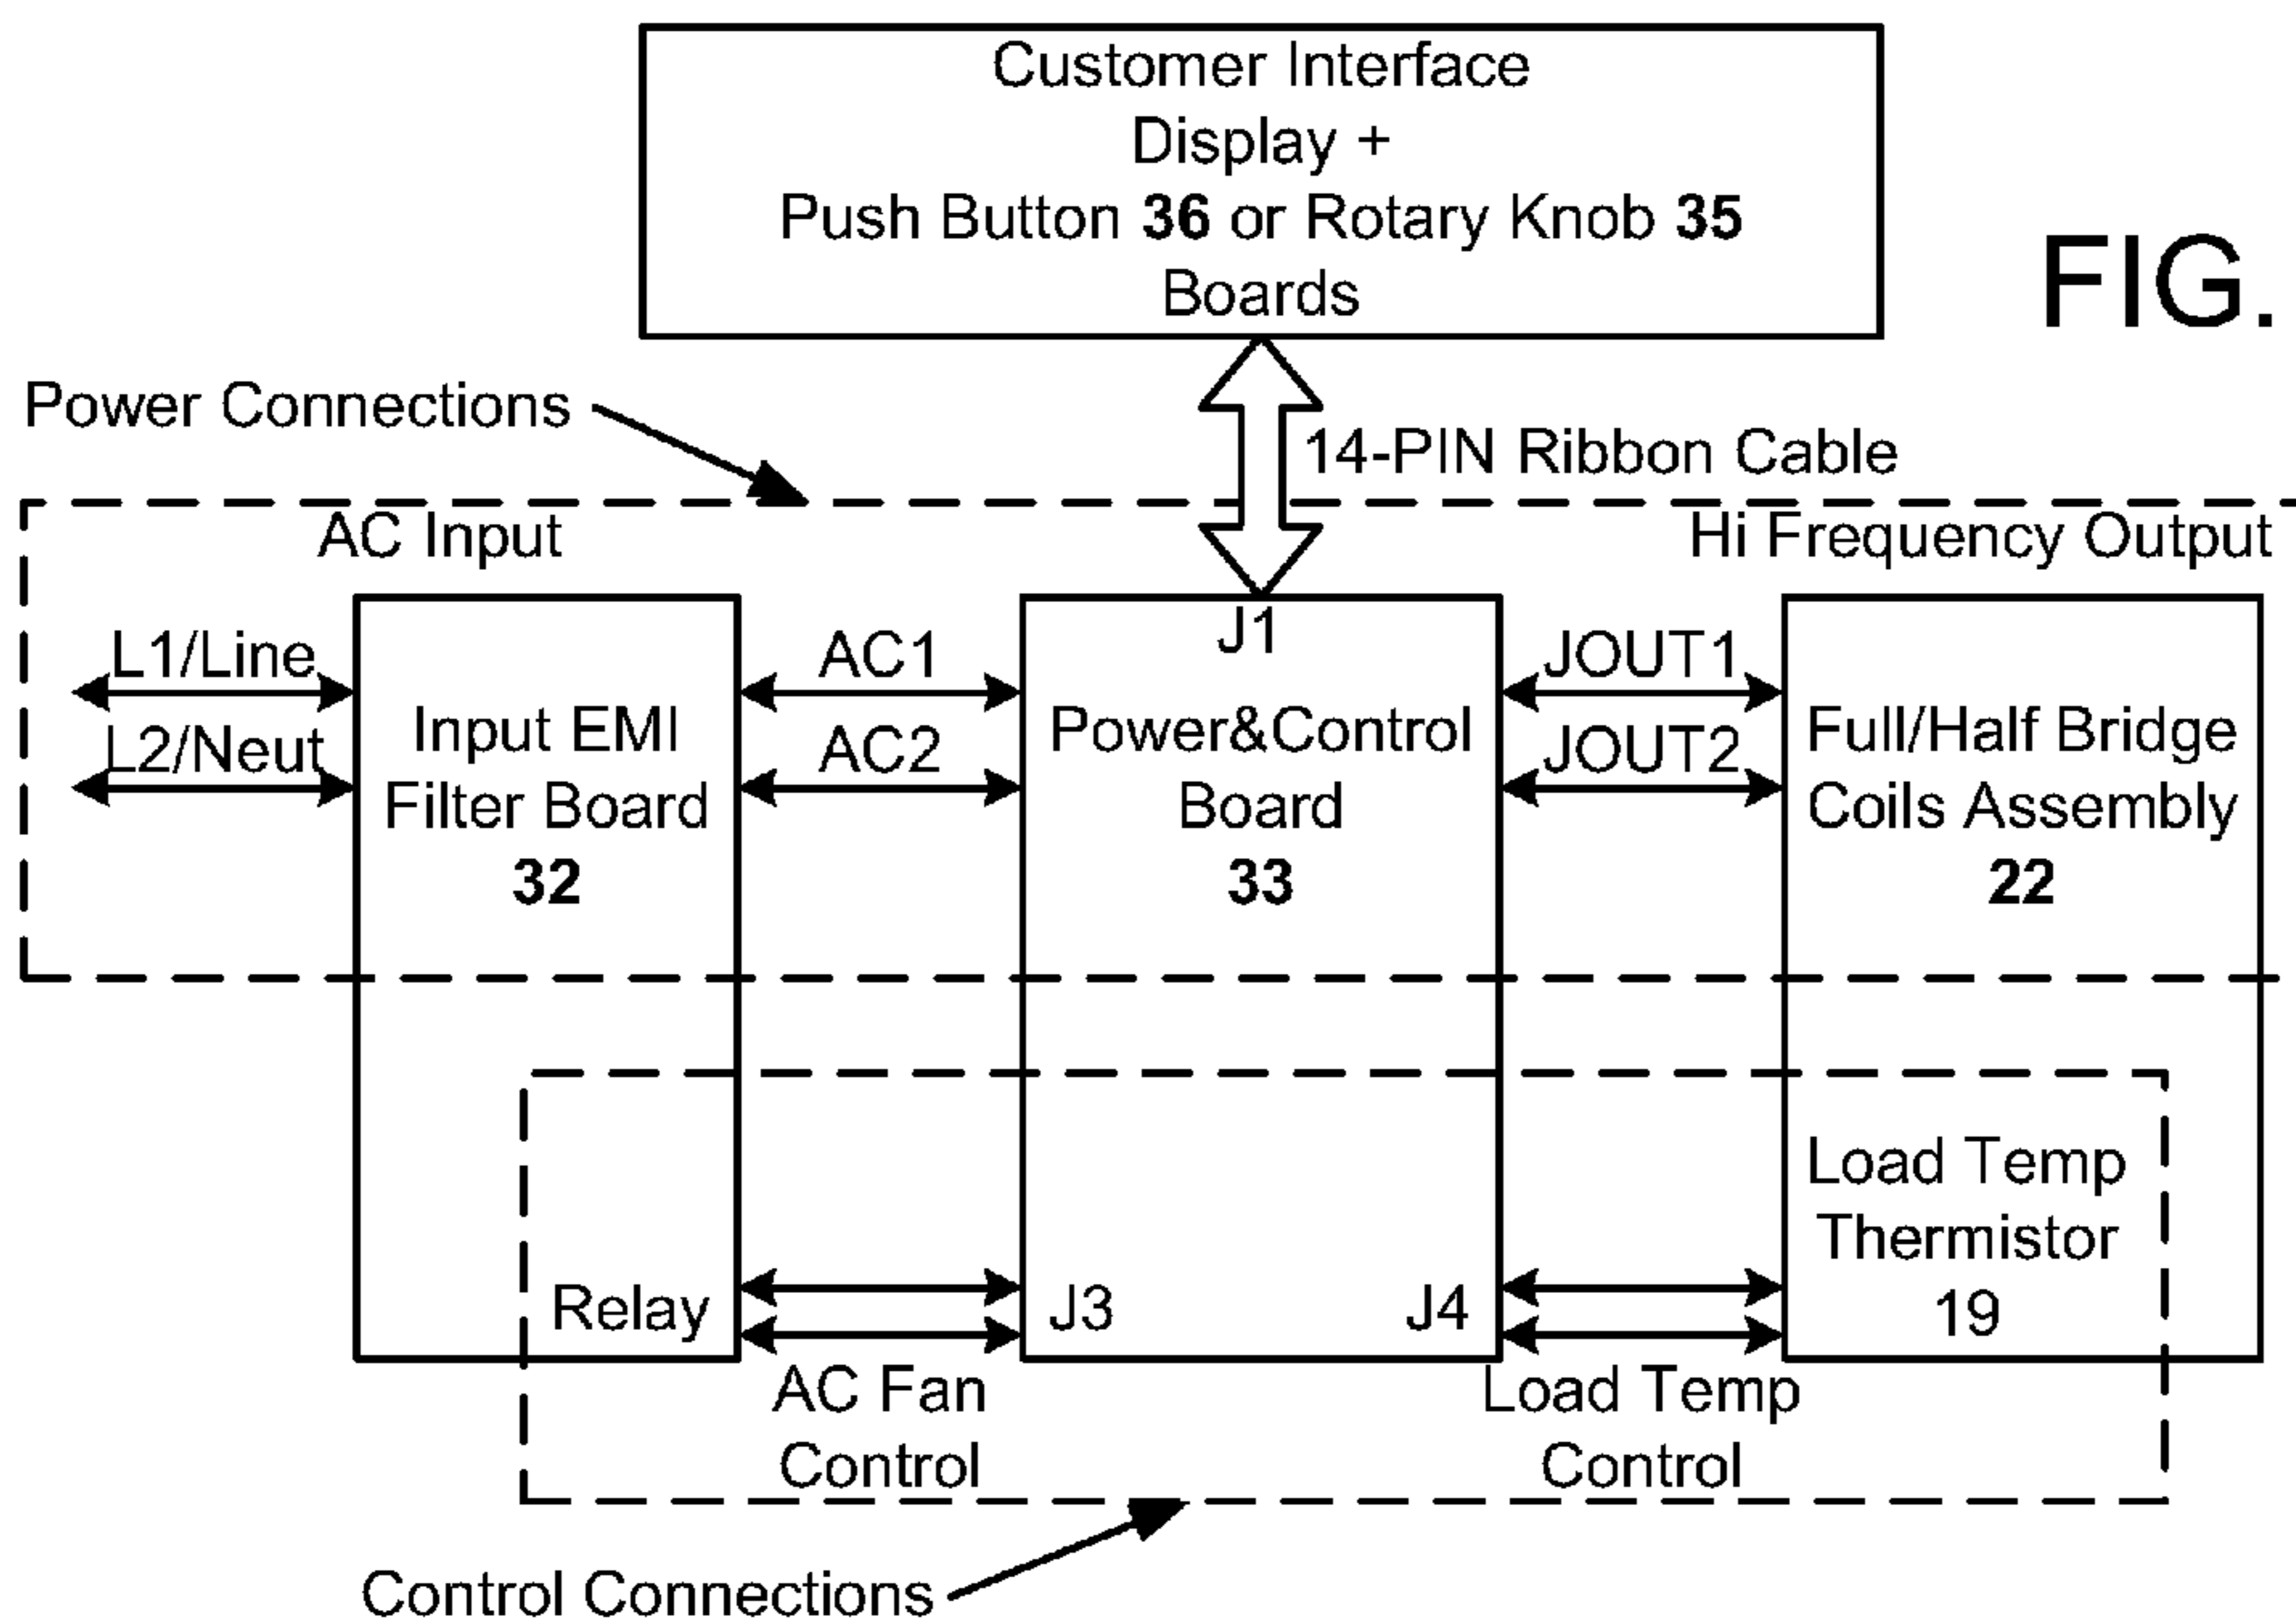 Customer Interface
Display +
Push Button 36 or Rotary Knob 35
Boards
FIG.
Power Connections
14-PIN Ribbon Cable
AC Input
Hi Frequency Output
L1/Line
L2/Neut
Input EMI
Filter Board
32
AC1
AC2
J1
Power&Control
Board
33
JOUT1
JOUT2
Full/Half Bridge
Coils Assembly
22
Relay
J3
J4
Load Temp
Thermistor
19
AC Fan
Control
Load Temp
Control
Control Connections